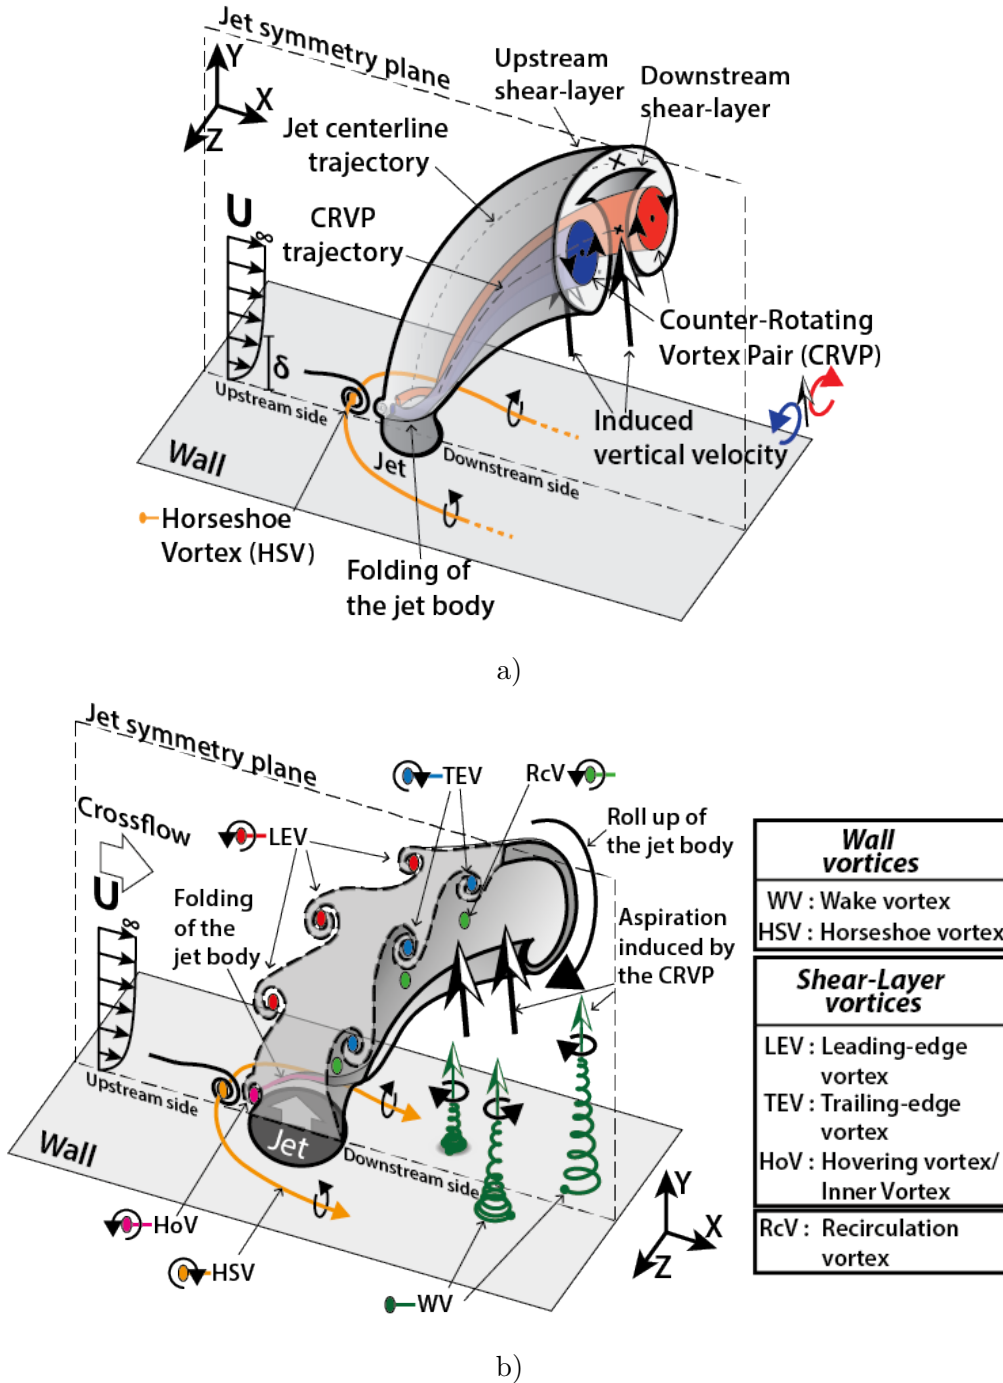 Jet symmetry plane
Upstream
shear-layer
Downstream
shear-layer
Y
X
Z
Jet centerline
trajectory
U
∞
CRVP
trajectory
δ
Counter-Rotating
Vortex Pair (CRVP)
Upstream side
Wall
Jet
Downstream side
Induced
vertical velocity
Horseshoe
Vortex (HSV)
Folding of
the jet body
a)
Jet symmetry plane
TEV
RcV
Crossflow
LEV
Roll up of
the jet body
U
∞
Folding
of the
jet body
Aspiration
induced by
the CRVP
Upstream side
Wall
Jet
Downstream side
HoV
HSV
WV
Y
X
Z
Wall
vortices
WV : Wake vortex
HSV : Horseshoe vortex
Shear-Layer
vortices
LEV : Leading-edge
vortex
TEV : Trailing-edge
vortex
HoV : Hovering vortex/
Inner Vortex
RcV : Recirculation
vortex
b)